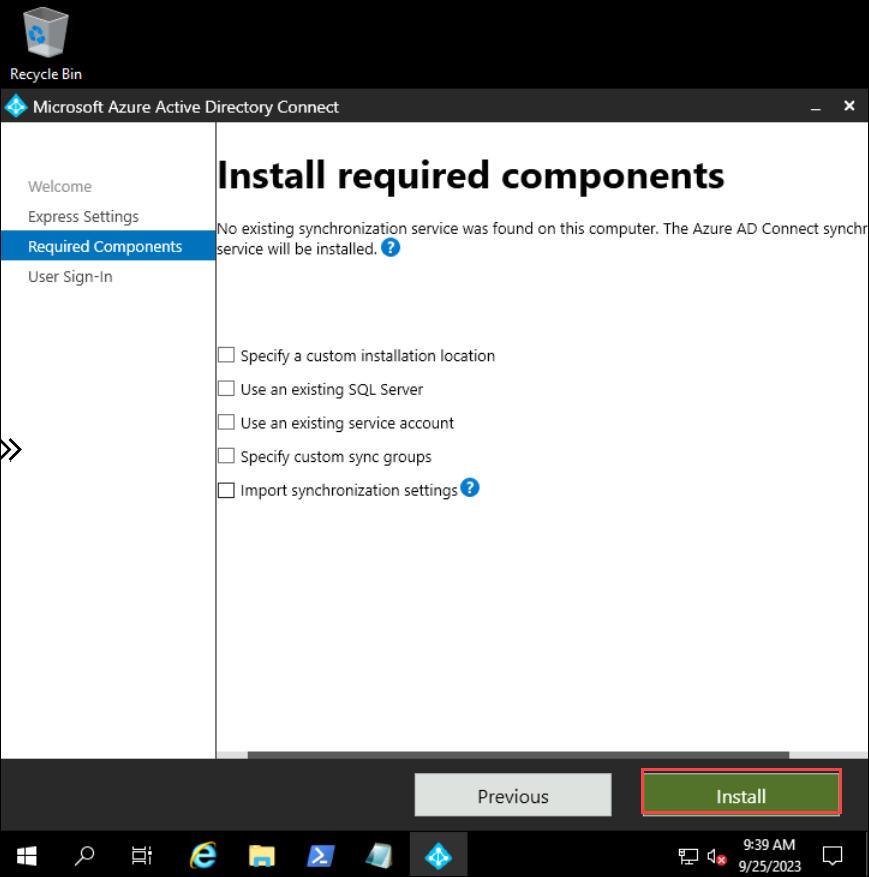 Recycle Bin
Microsoft Azure Active Directory Connect
Welcome
Express Settings
Required Components
User Sign-In
Install required components
No existing synchronization service was found on this computer. The Azure AD Connect synchr
service will be installed. ?
Specify a custom installation location
Use an existing SQL Server
Use an existing service account
Specify custom sync groups
Import synchronization settings ?
Previous
Install
9:39 AM
9/25/2023